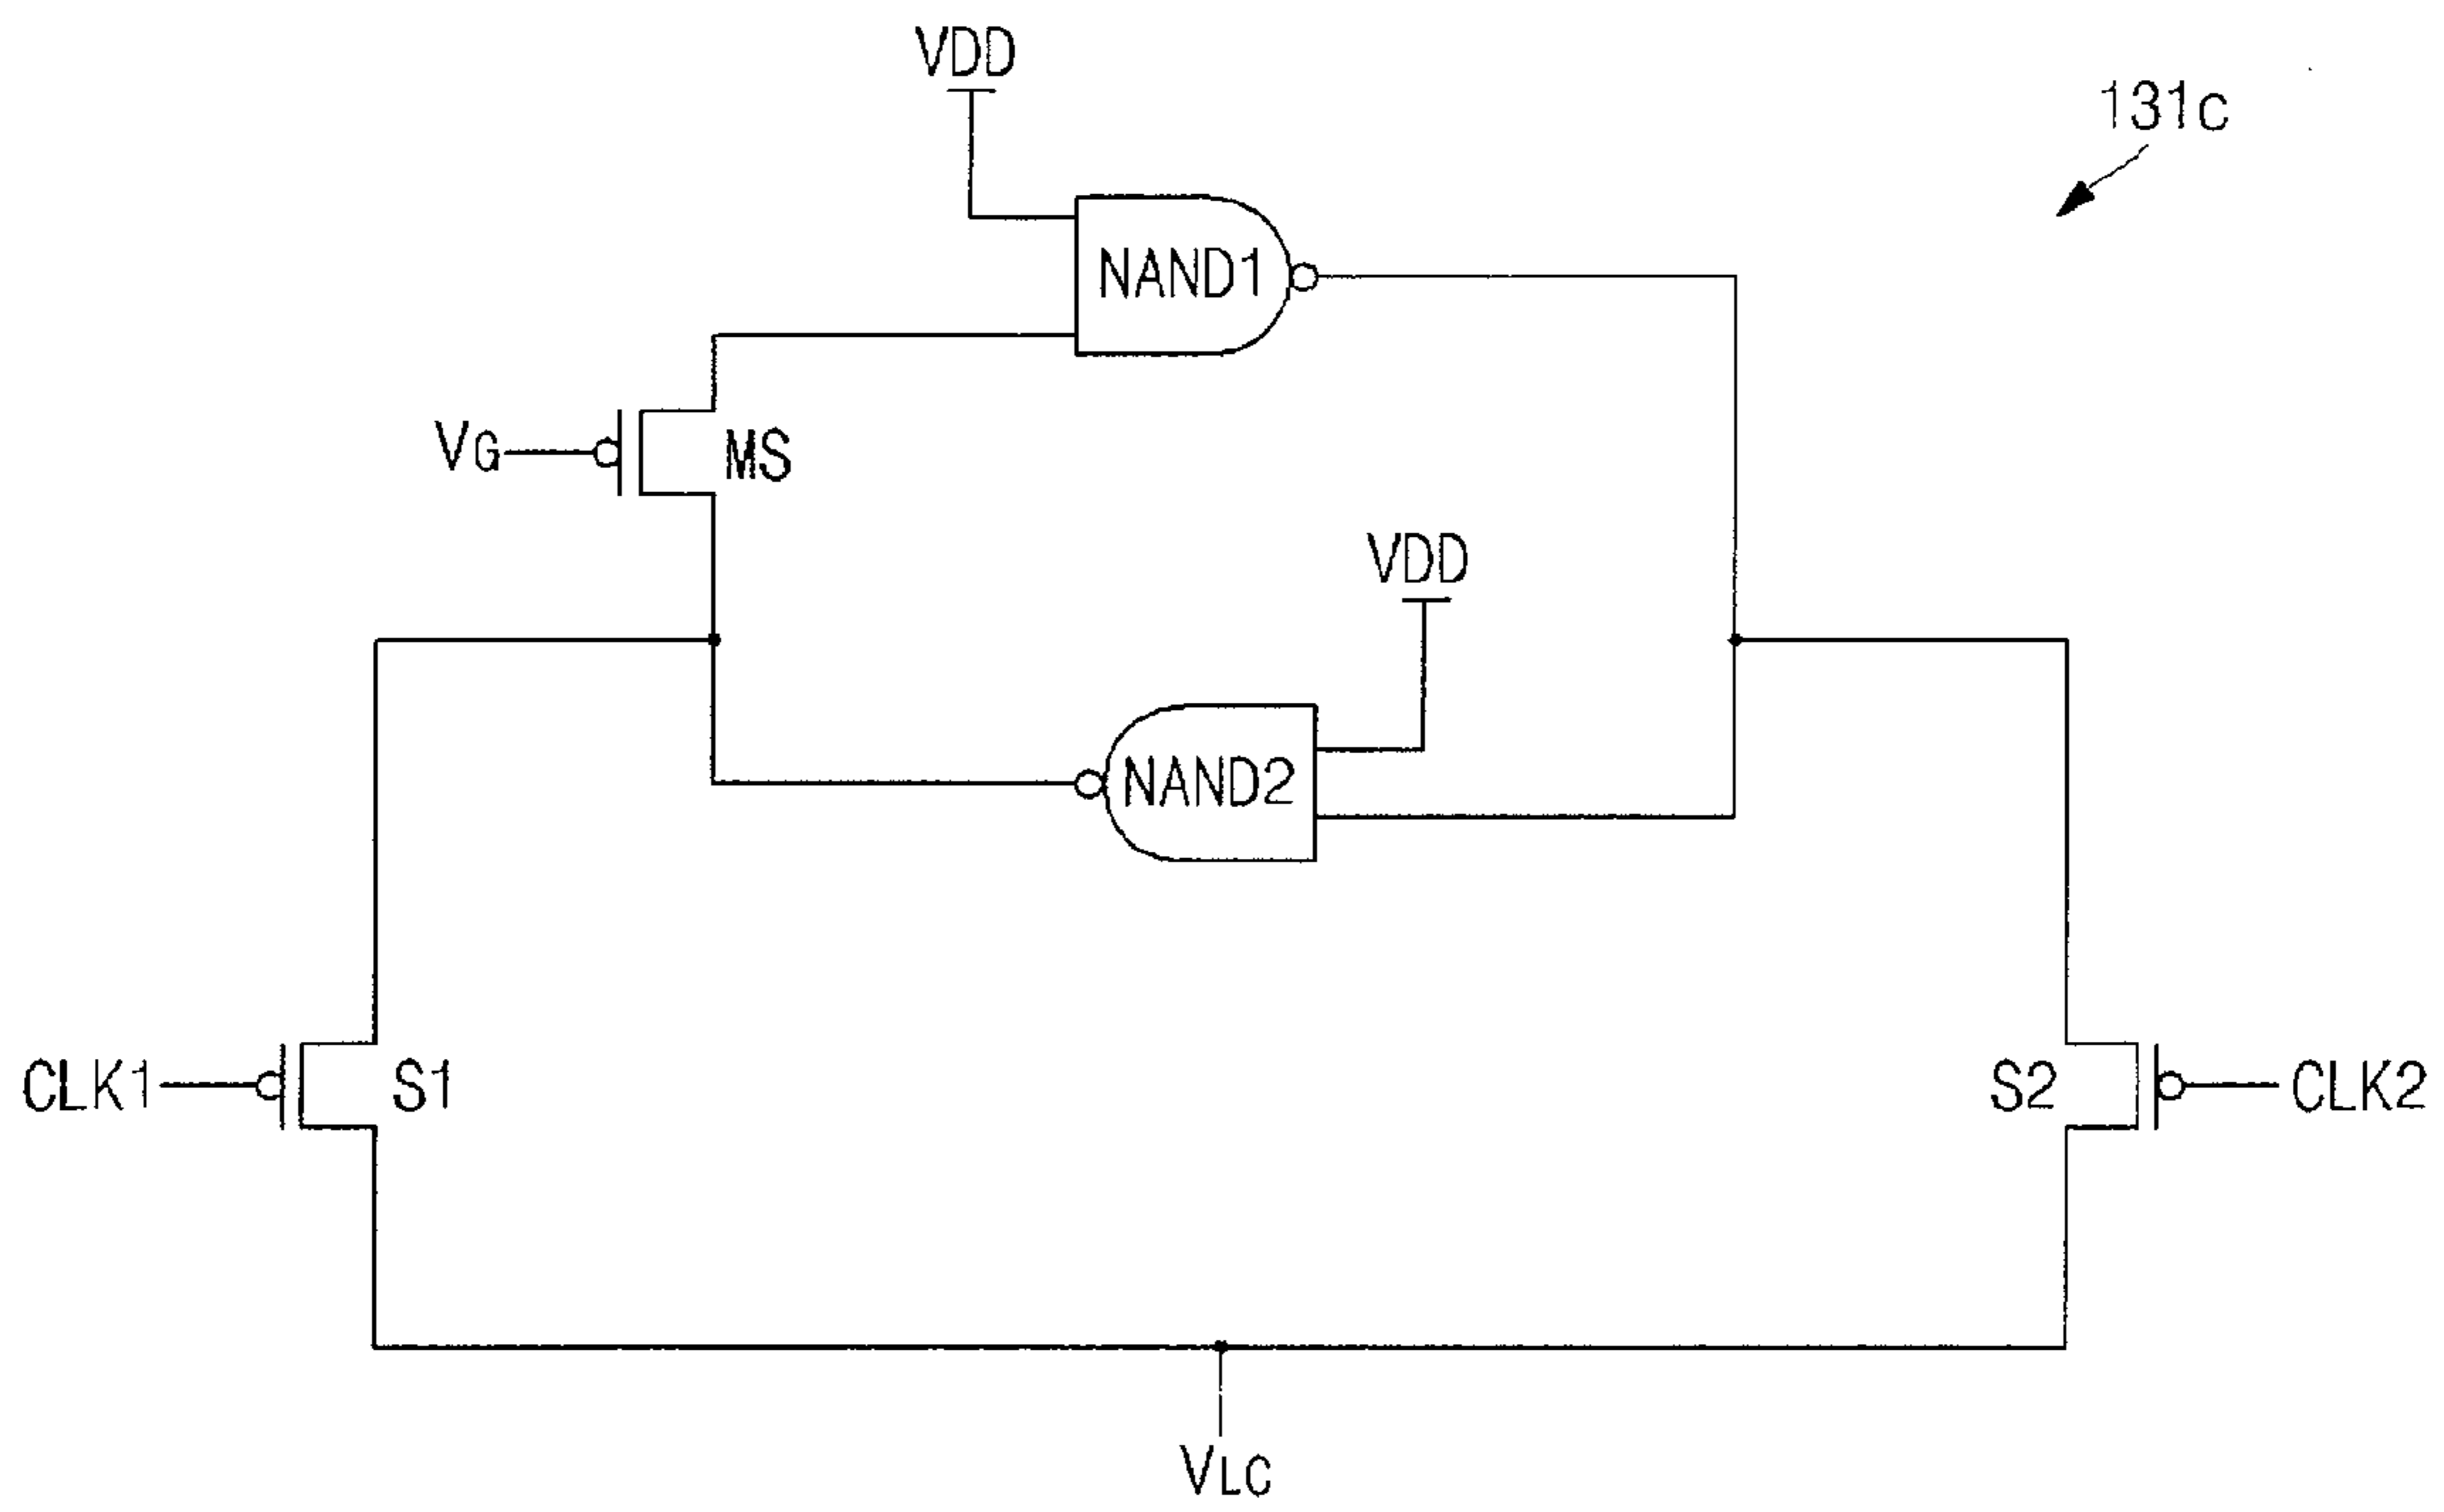 VDD
131c
NAND1
VG
MS
VDD
NAND2
CLK1
S1
S2
CLK2
VLC